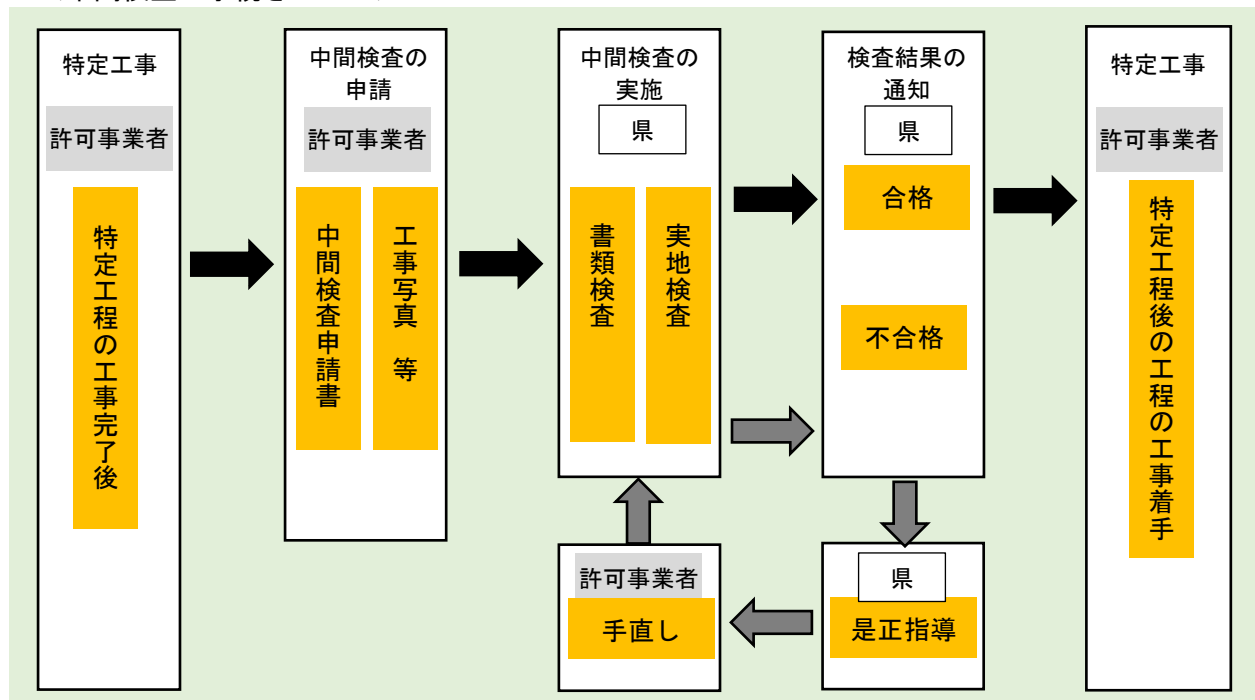 特定工事
許可事業者
特定工程の工事完了後
中間検査の
申請
許可事業者
中間検査申請書
工事写真 等
中間検査の
実施
県
書類検査
実地検査
検査結果の
通知
県
合格
不合格
県
是正指導
許可事業者
手直し
特定工事
許可事業者
特定工程後の工程の工事着手